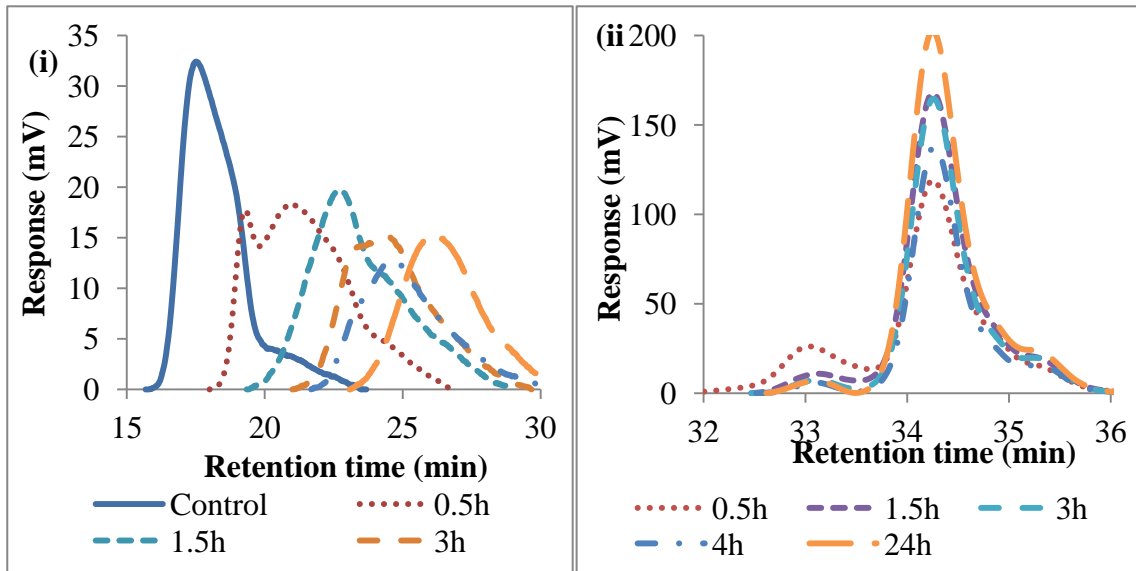 (i)
35
30
25
20
15
10
5
0
Response (mV)
15 20 25 30
Retention time (min)
Control 0.5h
1.5h 3h
(ii
200
150
100
50
0
Response (mV)
32 33 34 35 36
Retention time (min)
0.5h 1.5h 3h
4h 24h